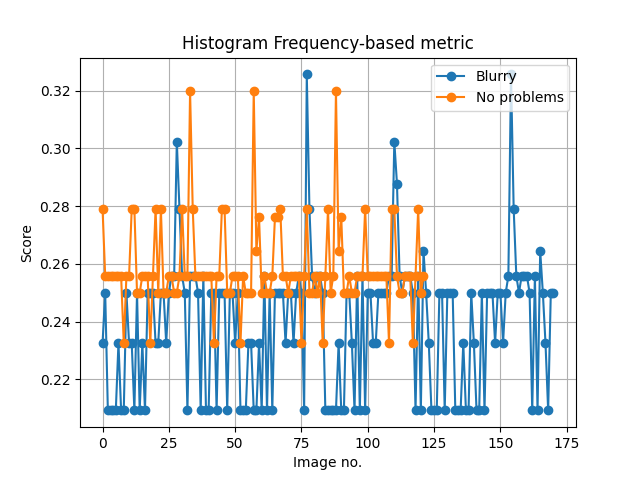 Histogram Frequency-based metric
Blurry
No problems
Score
0.32
0.30
0.28
0.26
0.24
0.22
0
25
50
75
100
125
150
175
Image no.